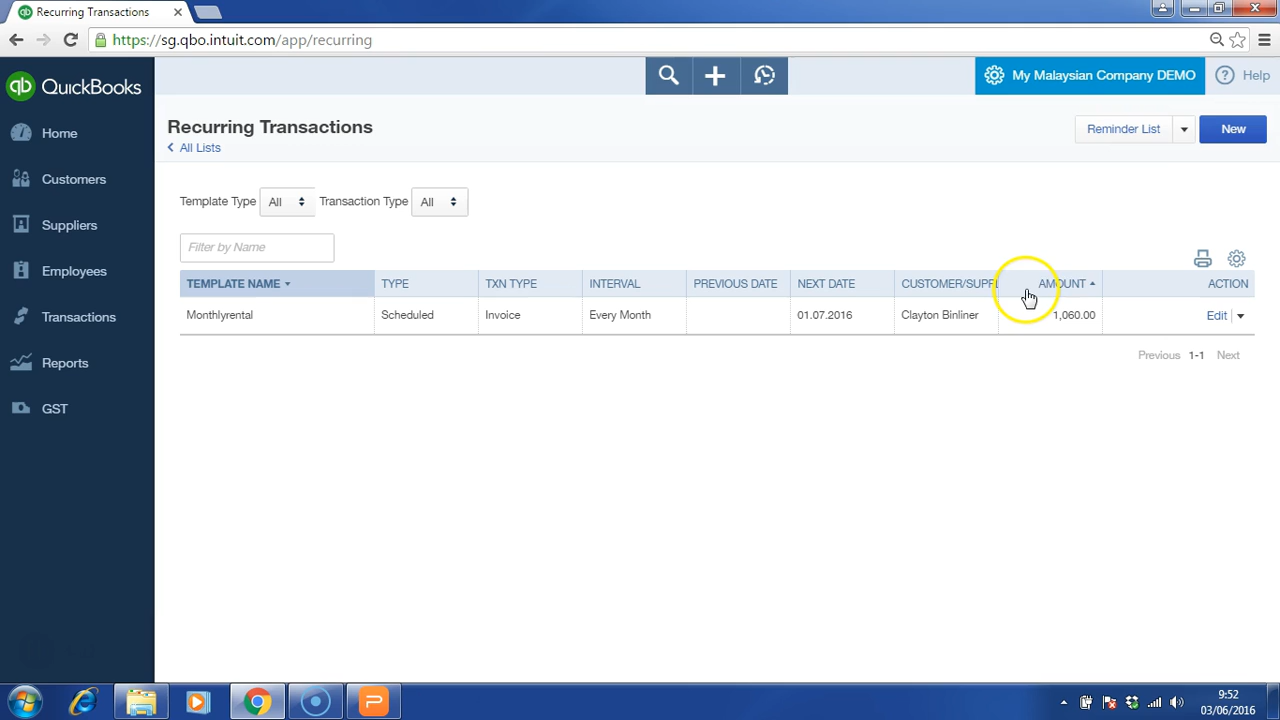 Recurring Transactions
https://sg.qbo.intuit.com/app/recurring
qb QuickBooks
My Malaysian Company DEMO
Help
Home
Customers
Suppliers
Employees
Transactions
Reports
GST
Recurring Transactions
All Lists
Reminder List
New
Template Type All Transaction Type All
Filter by Name
TEMPLATE NAME TYPE TXN TYPE INTERVAL PREVIOUS DATE NEXT DATE CUSTOMER/SUPPL AMOUNT ACTION
Monthlyrental Scheduled Invoice Every Month 01.07.2016 Clayton Binliner 1,060.00 Edit
Previous 1-1 Next
9:52
03/06/2016